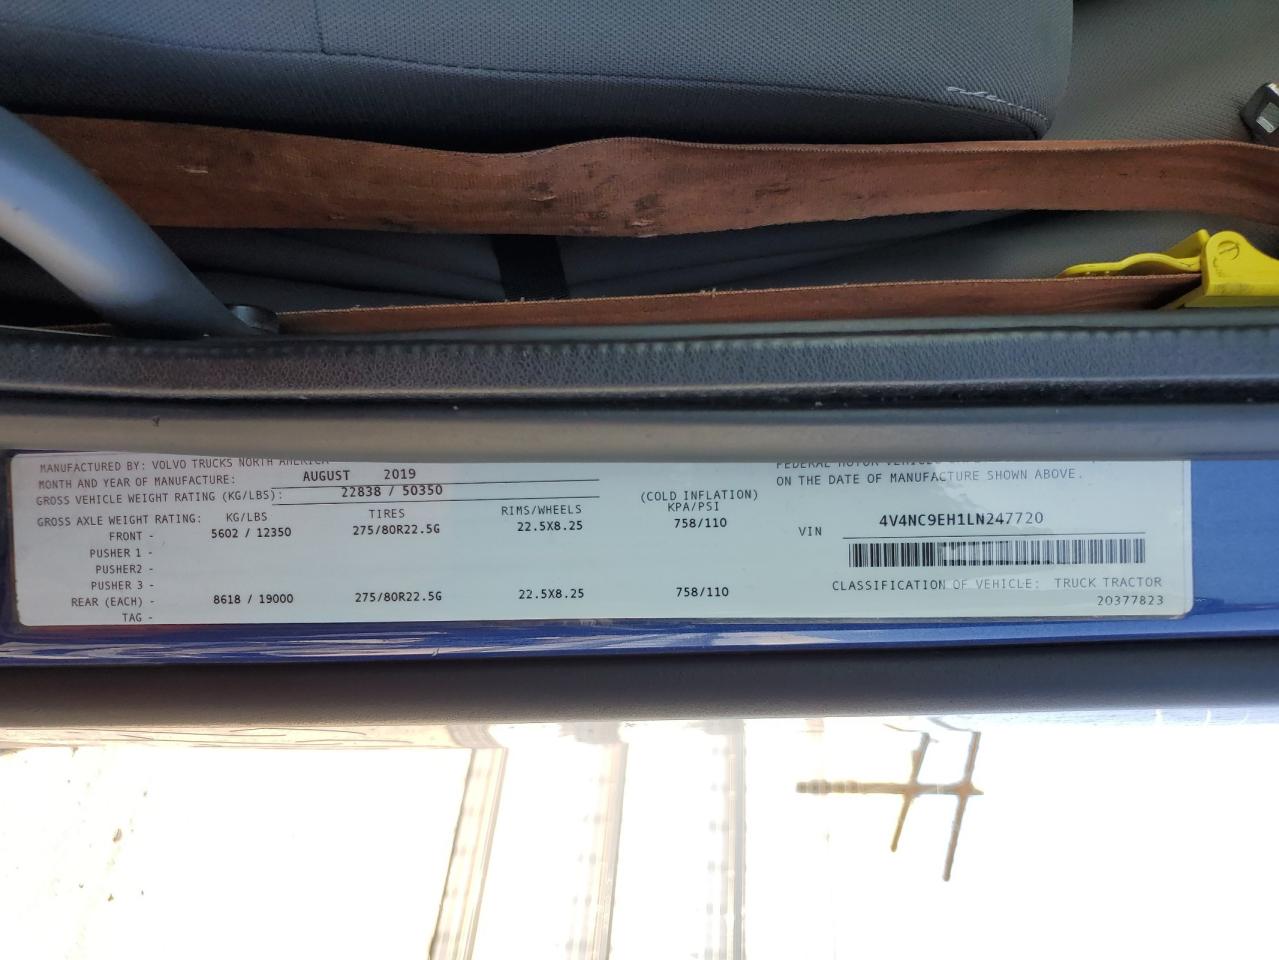 MANUFACTURED BY: VOLVO TRUCKS NORTH AMERICA
MONTH AND YEAR OF MANUFACTURE: AUGUST 2019
GROSS VEHICLE WEIGHT RATING (KG/LBS): 22838 / 50350
(COLD INFLATION)
GROSS AXLE WEIGHT RATING: KG/LBS TIRES RIMS/WHEELS KPA/PSI
FRONT - 5602 / 12350 275/80R22.5G 22.5X8.25 758/110
PUSHER 1 -
PUSHER2 -
PUSHER 3 -
REAR (EACH) - 8618 / 19000 275/80R22.5G 22.5X8.25 758/110
TAG -
FEDERAL MOTOR
ON THE DATE OF MANUFACTURE SHOWN ABOVE.
VIN 4V4NC9EH1LN247720
CLASSIFICATION OF VEHICLE: TRUCK TRACTOR
20377823